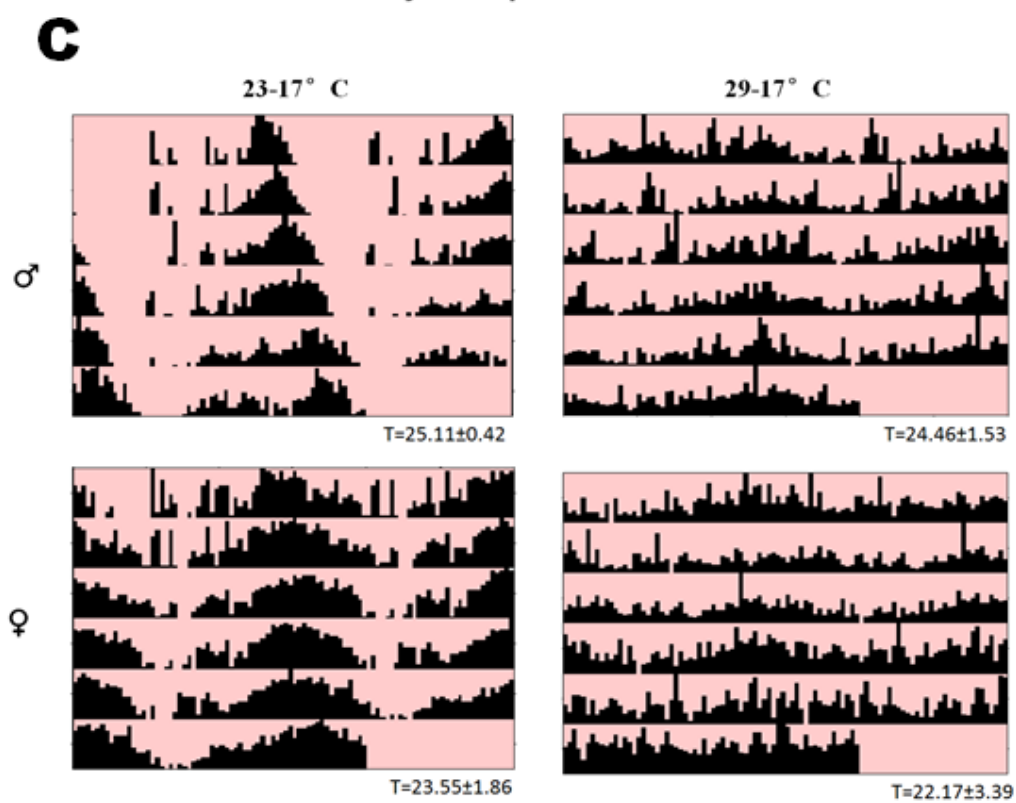 C
23-17° C
29-17° C
♂
T=25.11±0.42
T=24.46±1.53
♀
T=23.55±1.86
T=22.17±3.39